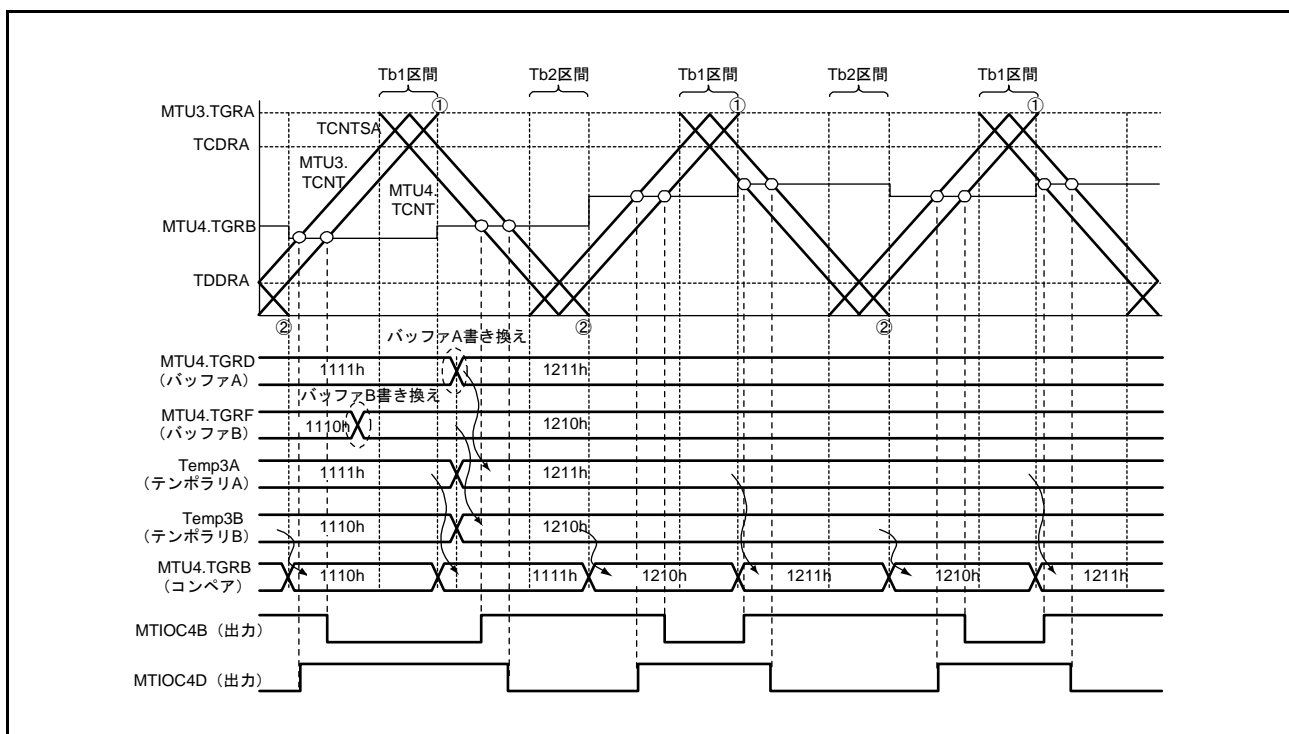 Tb1区間 Tb2区間 Tb1区間 Tb2区間 Tb1区間
MTU3.TGRA ① ① ①
TCNTSA
TCDRA
MTU3.
TCNT
MTU4.
TCNT
MTU4.TGRB
TDDRA
② ② ②
バッファA書き換え
MTU4.TGRD
(バッファA)
1111h 1211h
バッファB書き換え
MTU4.TGRF
(バッファB)
1110h 1210h
Temp3A
(テンポラリA)
1111h 1211h
Temp3B
(テンポラリB)
1110h 1210h
MTU4.TGRB
(コンペア)
1110h 1111h 1210h 1211h 1210h 1211h
MTIOC4B(出力)
MTIOC4D(出力)